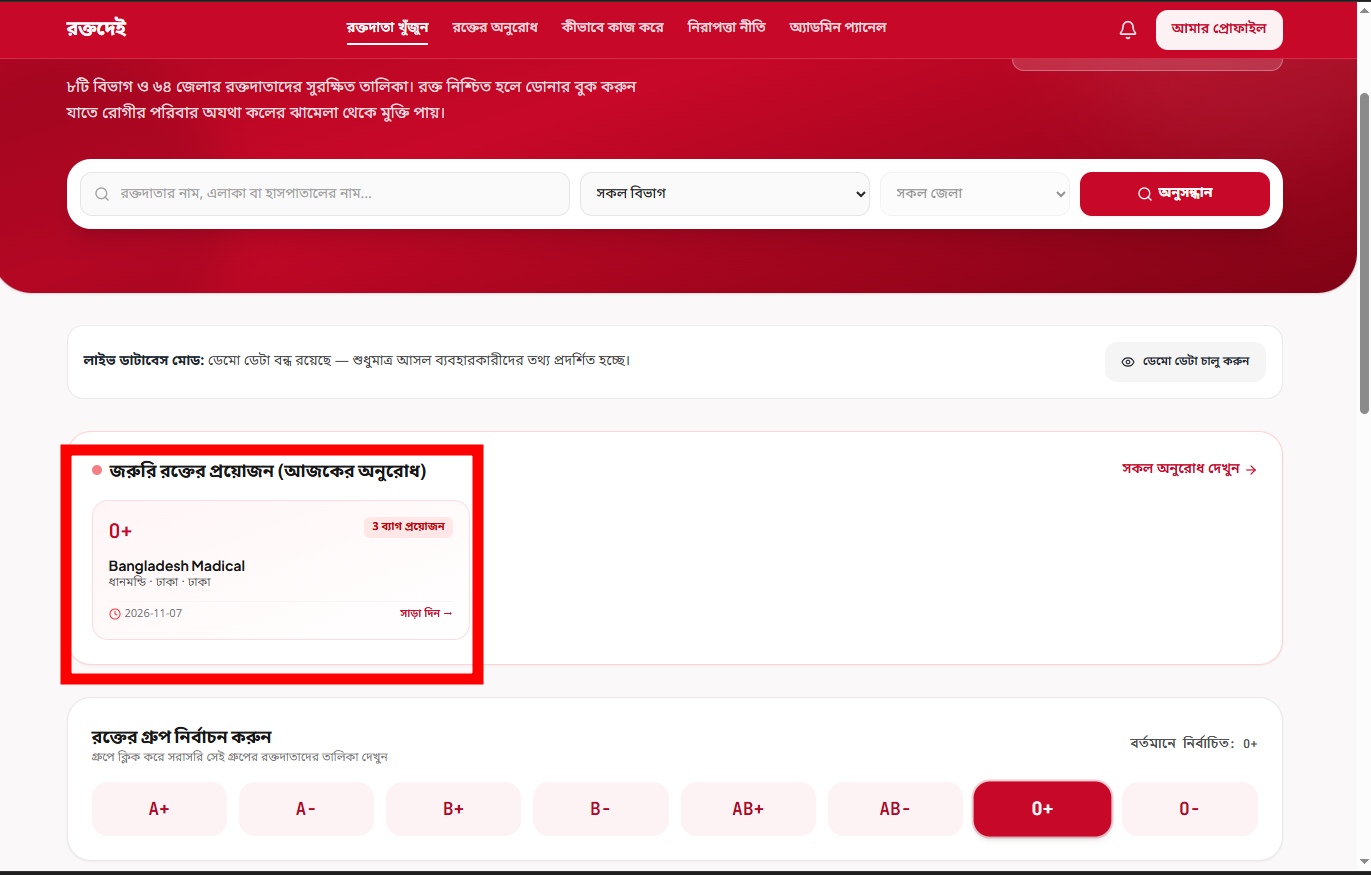 রক্তদেই
রক্তদাতা খুঁজুন
রক্তের অনুরোধ
কীভাবে কাজ করে
নিরাপত্তা নীতি
অ্যাডমিন প্যানেল
আমার প্রোফাইল
৮টি বিভাগ ও ৬৪ জেলার রক্তদাতাদের সুরক্ষিত তালিকা। রক্ত নিশ্চিত হলে ডোনার বুক করুন
যাতে রোগীর পরিবার অযথা কলের ঝামেলা থেকে মুক্তি পায়।
রক্তদাতার নাম, এলাকা বা হাসপাতালের নাম...
সকল বিভাগ
সকল জেলা
অনুসন্ধান
লাইভ ডাটাবেস মোড: ডেমো ডেটা বন্ধ রয়েছে — শুধুমাত্র আসল ব্যবহারকারীদের তথ্য প্রদর্শিত হচ্ছে।
ডেমো ডেটা চালু করুন
জরুরি রক্তের প্রয়োজন (আজকের অনুরোধ)
সকল অনুরোধ দেখুন →
O+
3 ব্যাগ প্রয়োজন
Bangladesh Madical
ধানমন্ডি · ঢাকা · ঢাকা
2026-11-07
সাড়া দিন →
রক্তের গ্রুপ নির্বাচন করুন
গ্রুপে ক্লিক করে সরাসরি সেই গ্রুপের রক্তদাতাদের তালিকা দেখুন
বর্তমানে নির্বাচিত: O+
A+
A-
B+
B-
AB+
AB-
O+
O-